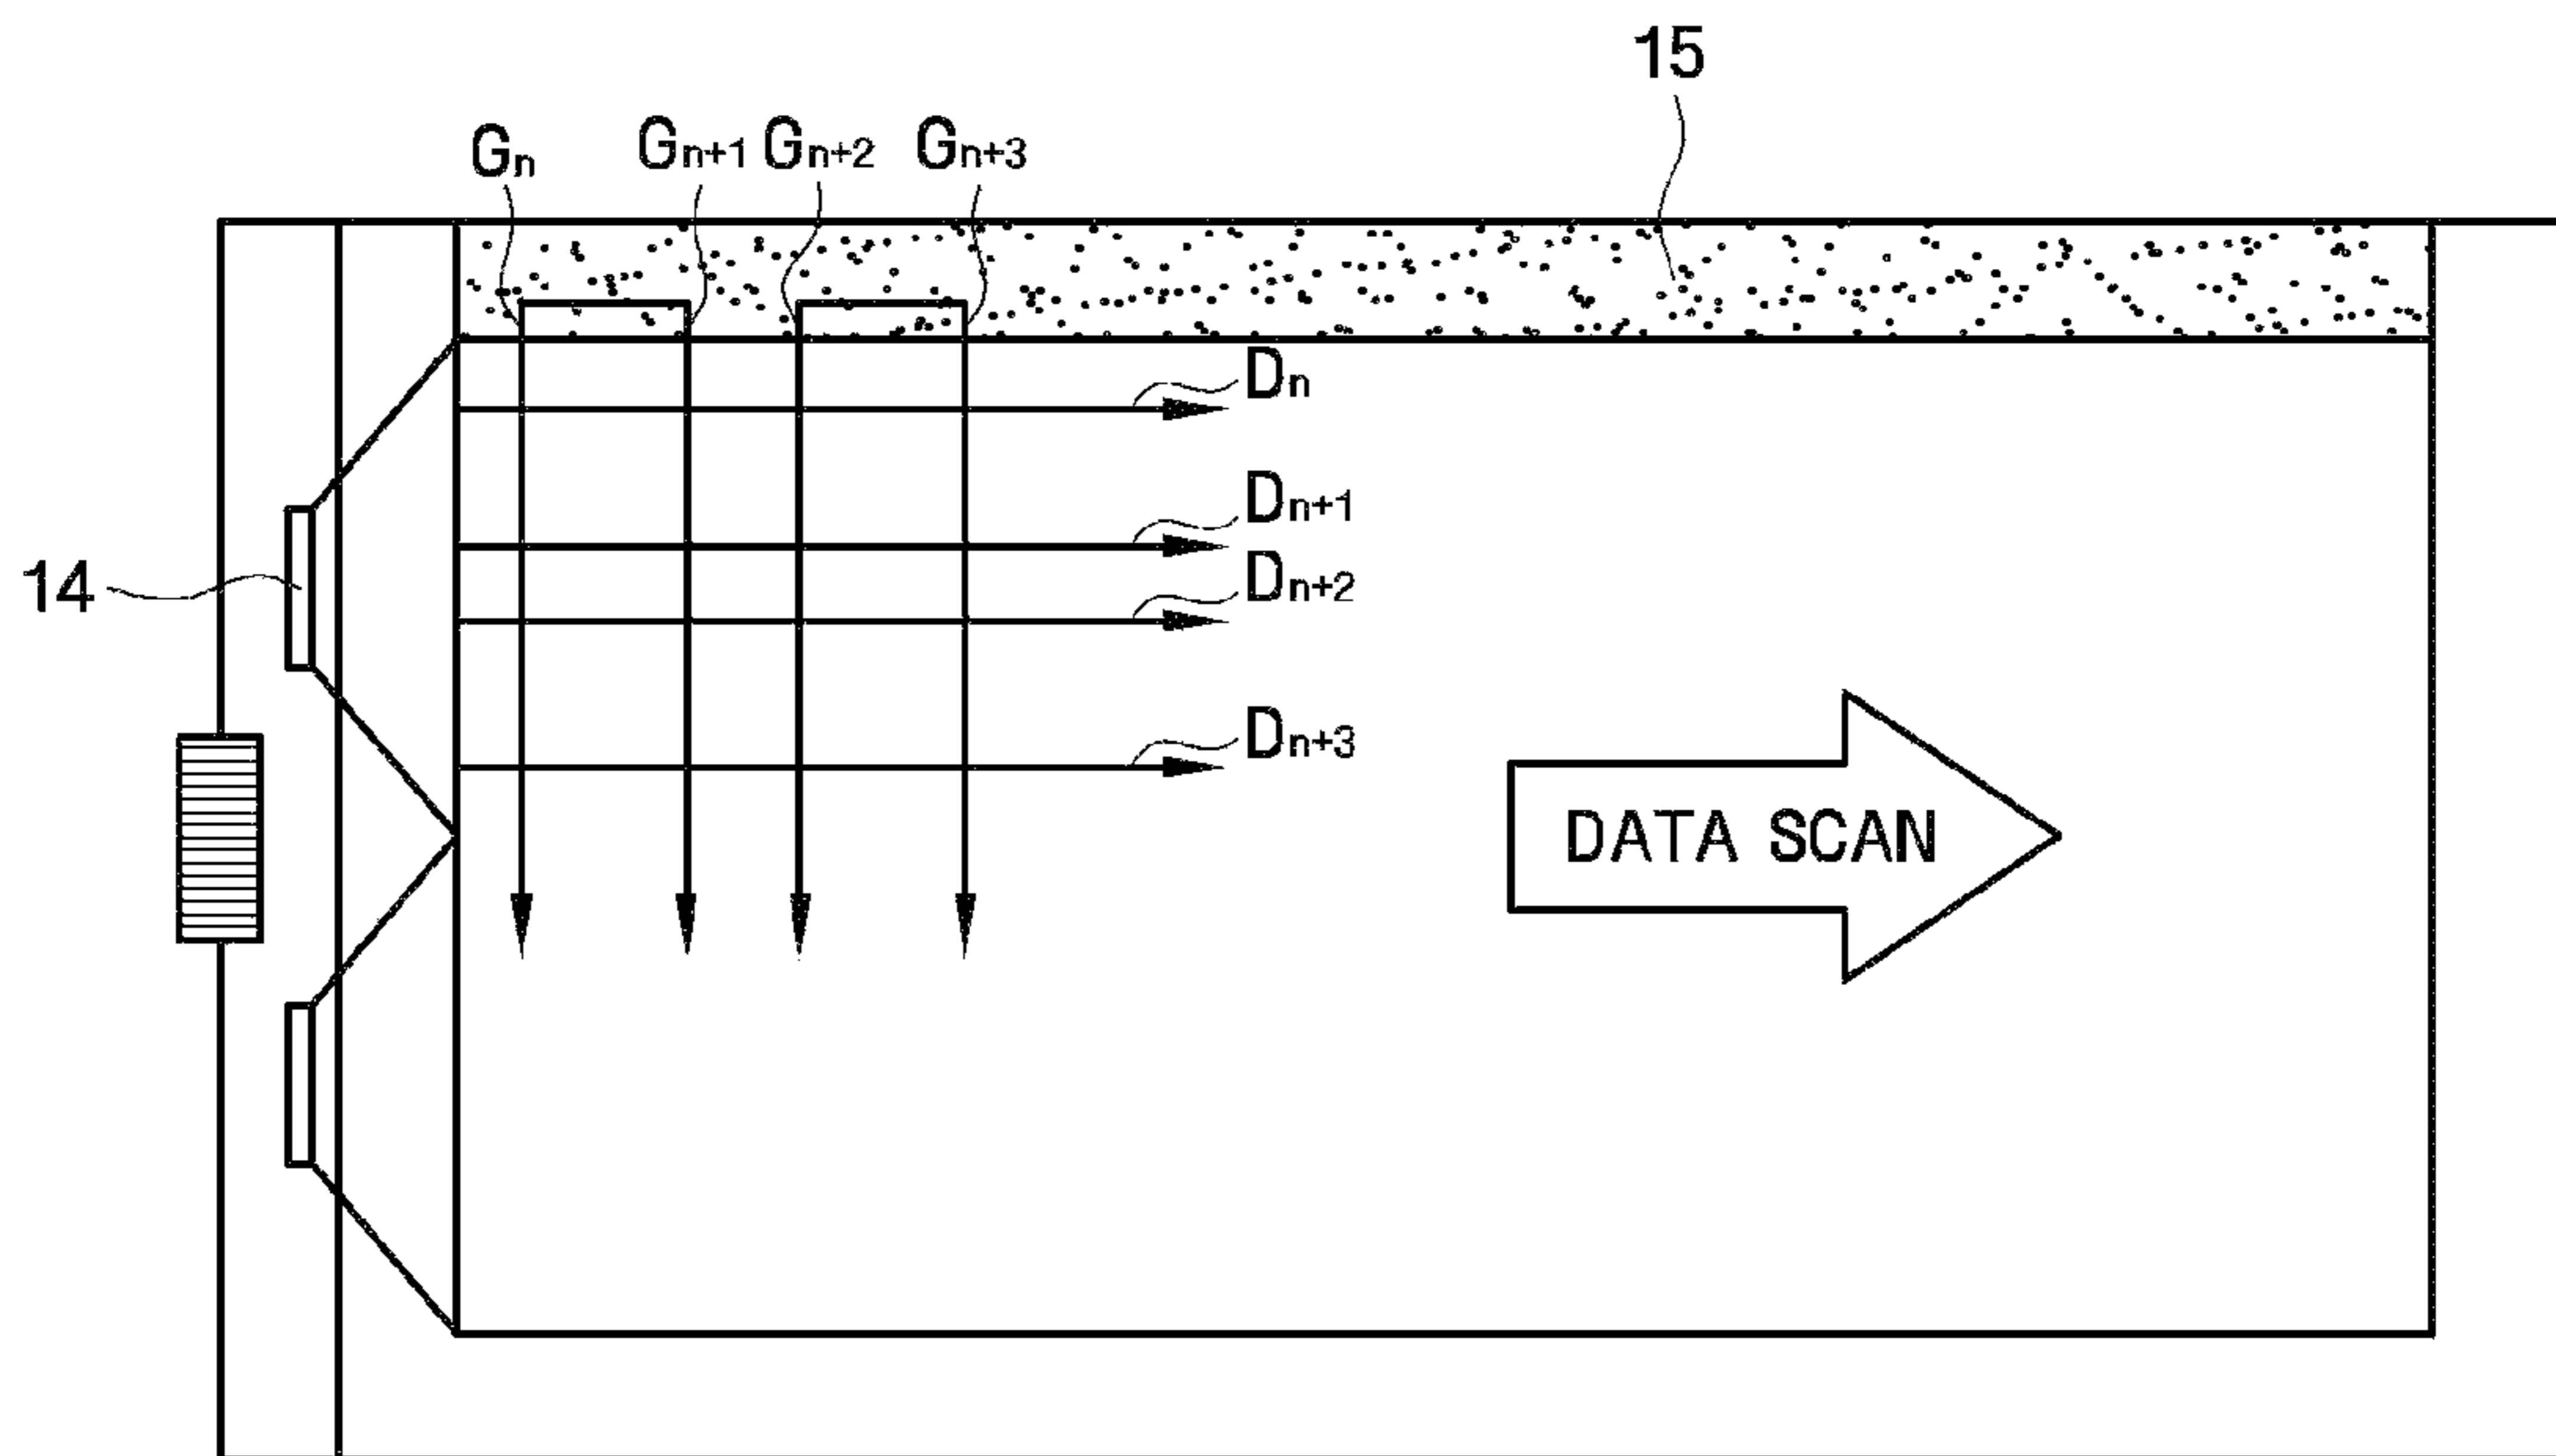 15
Gn Gn+1 Gn+2 Gn+3
Dn
Dn+1
14
Dn+2
Dn+3
DATA SCAN